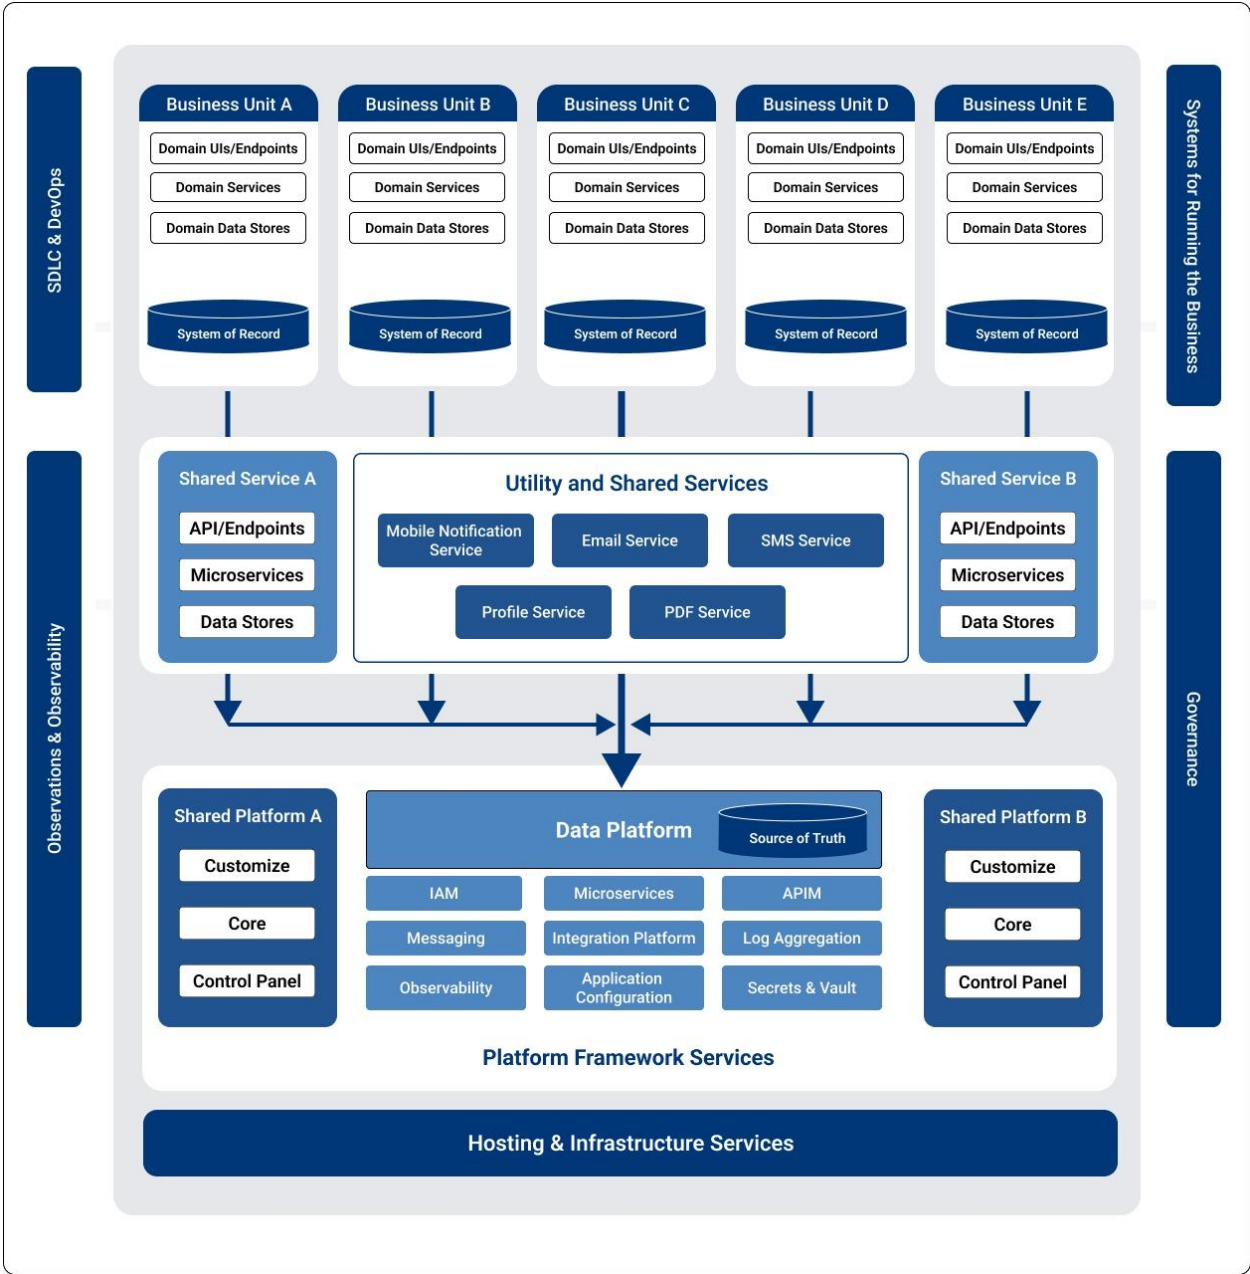 SDLC & DevOps
Observations & Observability
Systems for Running the Business
Governance
Business Unit A
Domain UIs/Endpoints
Domain Services
Domain Data Stores
System of Record
Business Unit B
Domain UIs/Endpoints
Domain Services
Domain Data Stores
System of Record
Business Unit C
Domain UIs/Endpoints
Domain Services
Domain Data Stores
System of Record
Business Unit D
Domain UIs/Endpoints
Domain Services
Domain Data Stores
System of Record
Business Unit E
Domain UIs/Endpoints
Domain Services
Domain Data Stores
System of Record
Shared Service A
API/Endpoints
Microservices
Data Stores
Utility and Shared Services
Mobile Notification
Service
Email Service
SMS Service
Profile Service
PDF Service
Shared Service B
API/Endpoints
Microservices
Data Stores
Shared Platform A
Customize
Core
Control Panel
Data Platform
Source of Truth
IAM
Microservices
APIM
Messaging
Integration Platform
Log Aggregation
Observability
Application
Configuration
Secrets & Vault
Shared Platform B
Customize
Core
Control Panel
Platform Framework Services
Hosting & Infrastructure Services